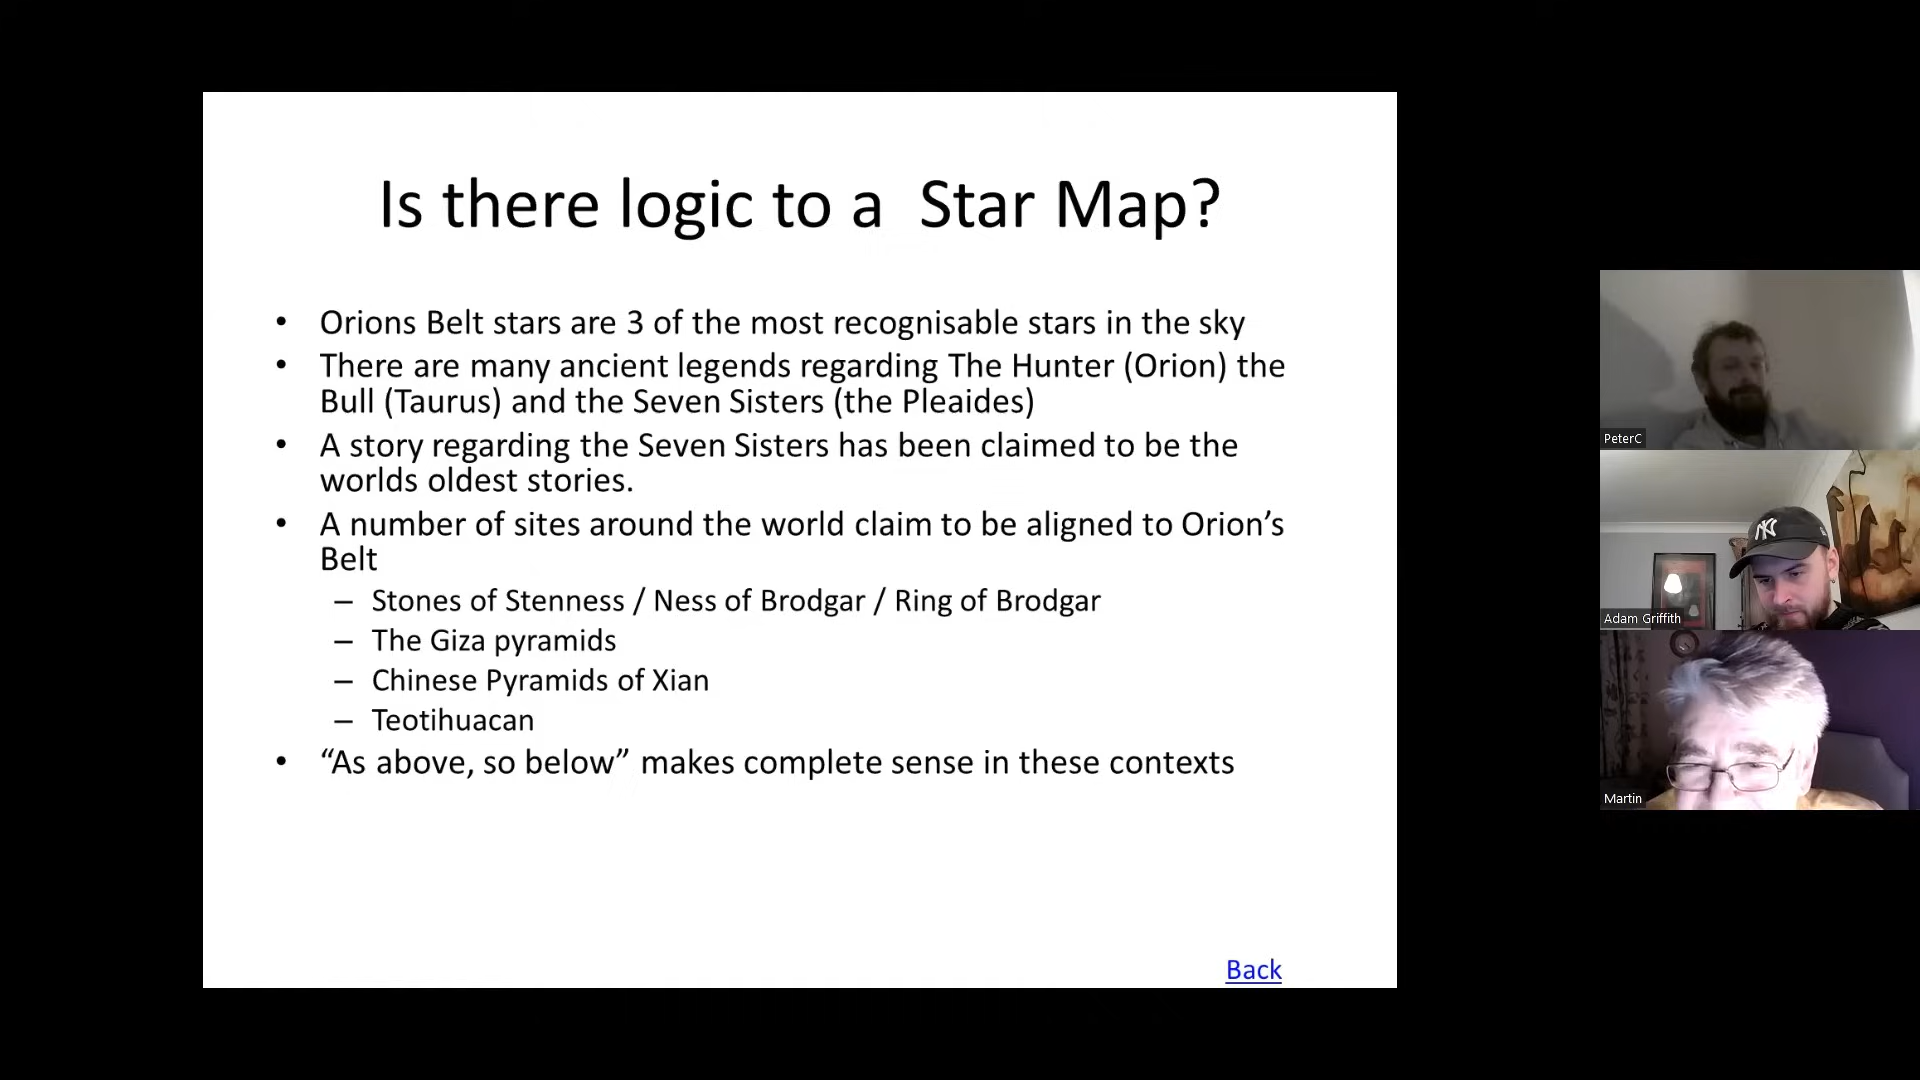 Is there logic to a  Star Map?
• Orions Belt stars are 3 of the most recognisable stars in the sky
• There are many ancient legends regarding The Hunter (Orion) the
Bull (Taurus) and the Seven Sisters (the Pleaides)
• A story regarding the Seven Sisters has been claimed to be the
worlds oldest stories.
• A number of sites around the world claim to be aligned to Orion’s
Belt
– Stones of Stenness / Ness of Brodgar / Ring of Brodgar
– The Giza pyramids
– Chinese Pyramids of Xian
– Teotihuacan
• “As above, so below” makes complete sense in these contexts
Back
PeterC
NY
Adam Griffith
Martin